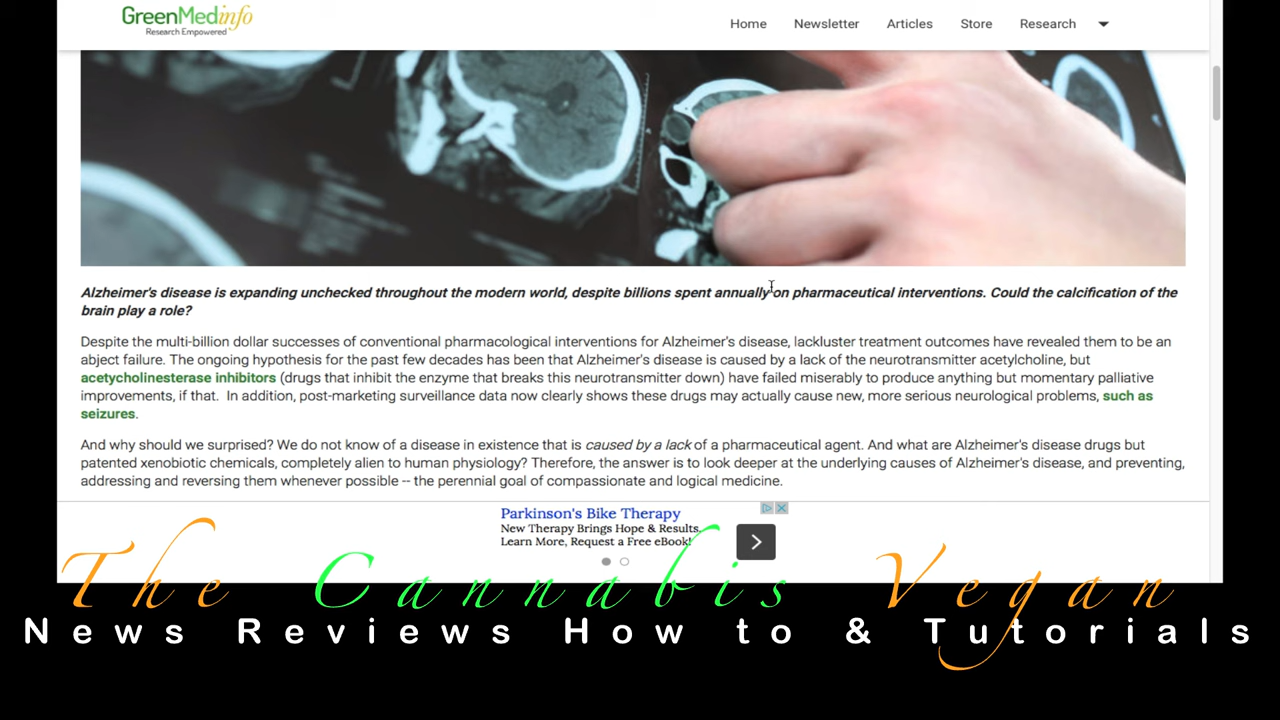 GreenMedinfo
Research Empowered
Home Newsletter Articles Store Research
Alzheimer's disease is expanding unchecked throughout the modern world, despite billions spent annually on pharmaceutical interventions. Could the calcification of the
brain play a role?
Despite the multi-billion dollar successes of conventional pharmacological interventions for Alzheimer's disease, lackluster treatment outcomes have revealed them to be an
abject failure. The ongoing hypothesis for the past few decades has been that Alzheimer's disease is caused by a lack of the neurotransmitter acetylcholine, but
acetycholinesterase inhibitors (drugs that inhibit the enzyme that breaks this neurotransmitter down) have failed miserably to produce anything but momentary palliative
improvements, if that. In addition, post-marketing surveillance data now clearly shows these drugs may actually cause new, more serious neurological problems, such as
seizures.
And why should we surprised? We do not know of a disease in existence that is caused by a lack of a pharmaceutical agent. And what are Alzheimer's disease drugs but
patented xenobiotic chemicals, completely alien to human physiology? Therefore, the answer is to look deeper at the underlying causes of Alzheimer's disease, and preventing,
addressing and reversing them whenever possible -- the perennial goal of compassionate and logical medicine.
Parkinson's Bike Therapy
New Therapy Brings Hope & Results.
Learn More, Request a Free eBook!
The Cannabis Vegan
News Reviews How to & Tutorials